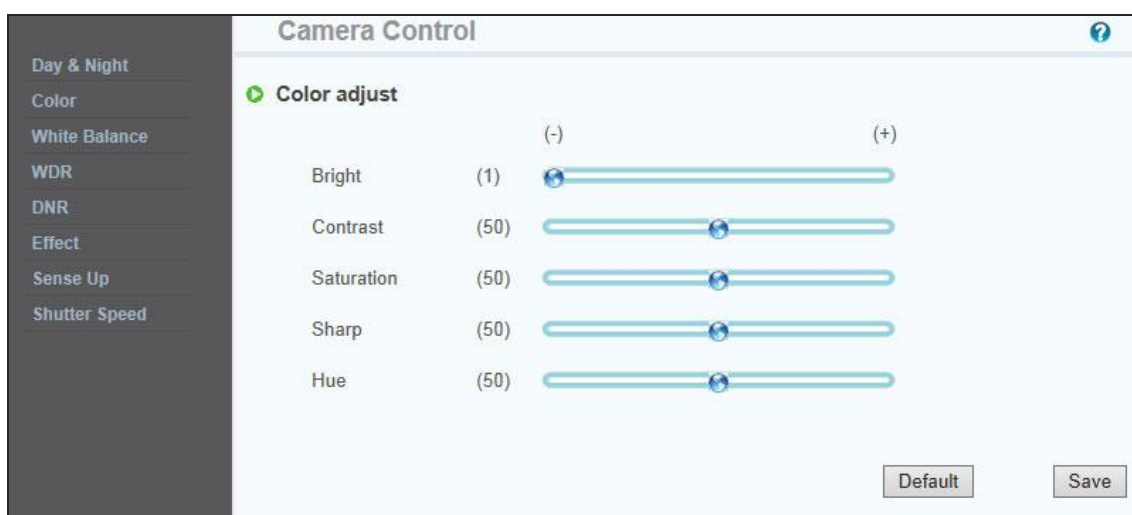 Camera Control
?
Day & Night
Color
White Balance
WDR
DNR
Effect
Sense Up
Shutter Speed
Color adjust
(-) (+)
Bright (1)
Contrast (50)
Saturation (50)
Sharp (50)
Hue (50)
Default Save